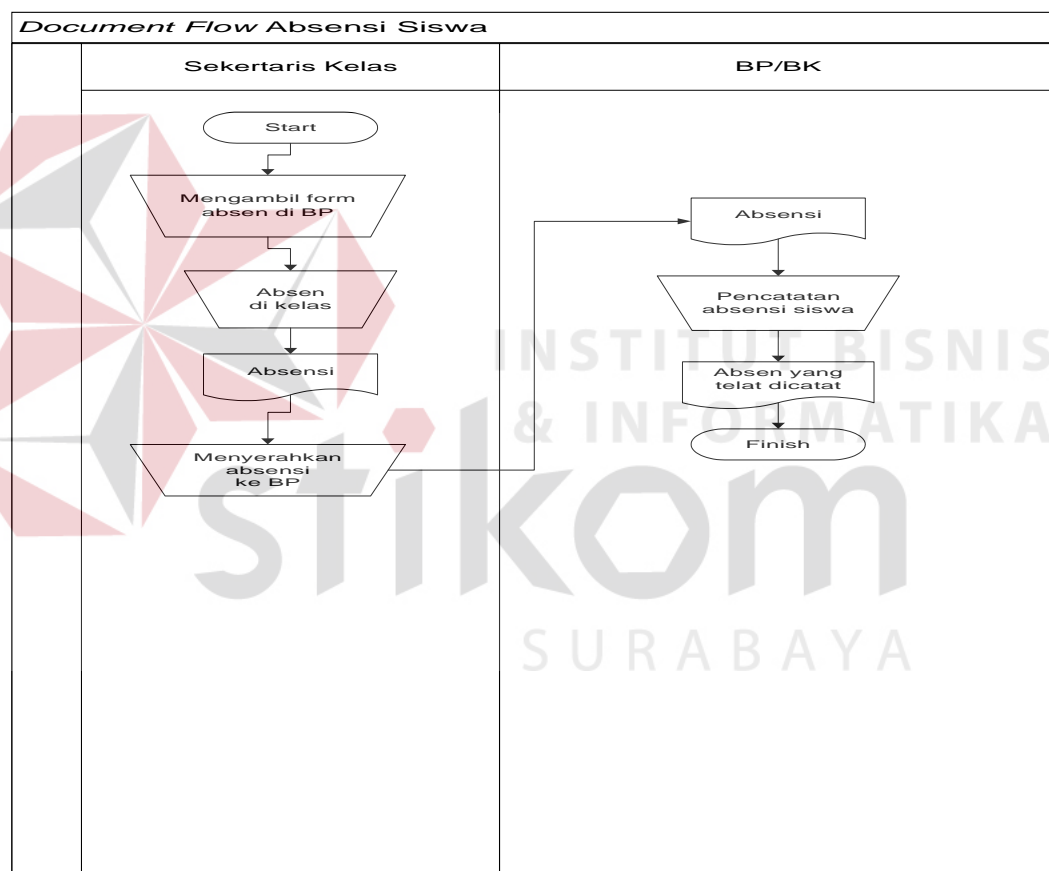 Document Flow Absensi Siswa
Sekertaris Kelas
BP/BK
Start
Mengambil form
absen di BP
Absen
di kelas
Absensi
Menyerahkan
absensi
ke BP
Absensi
Pencatatan
absensi siswa
Absen yang
telat dicatat
Finish
INSTITUT BISNIS
& INFORMATIKA
stikom
SURABAYA